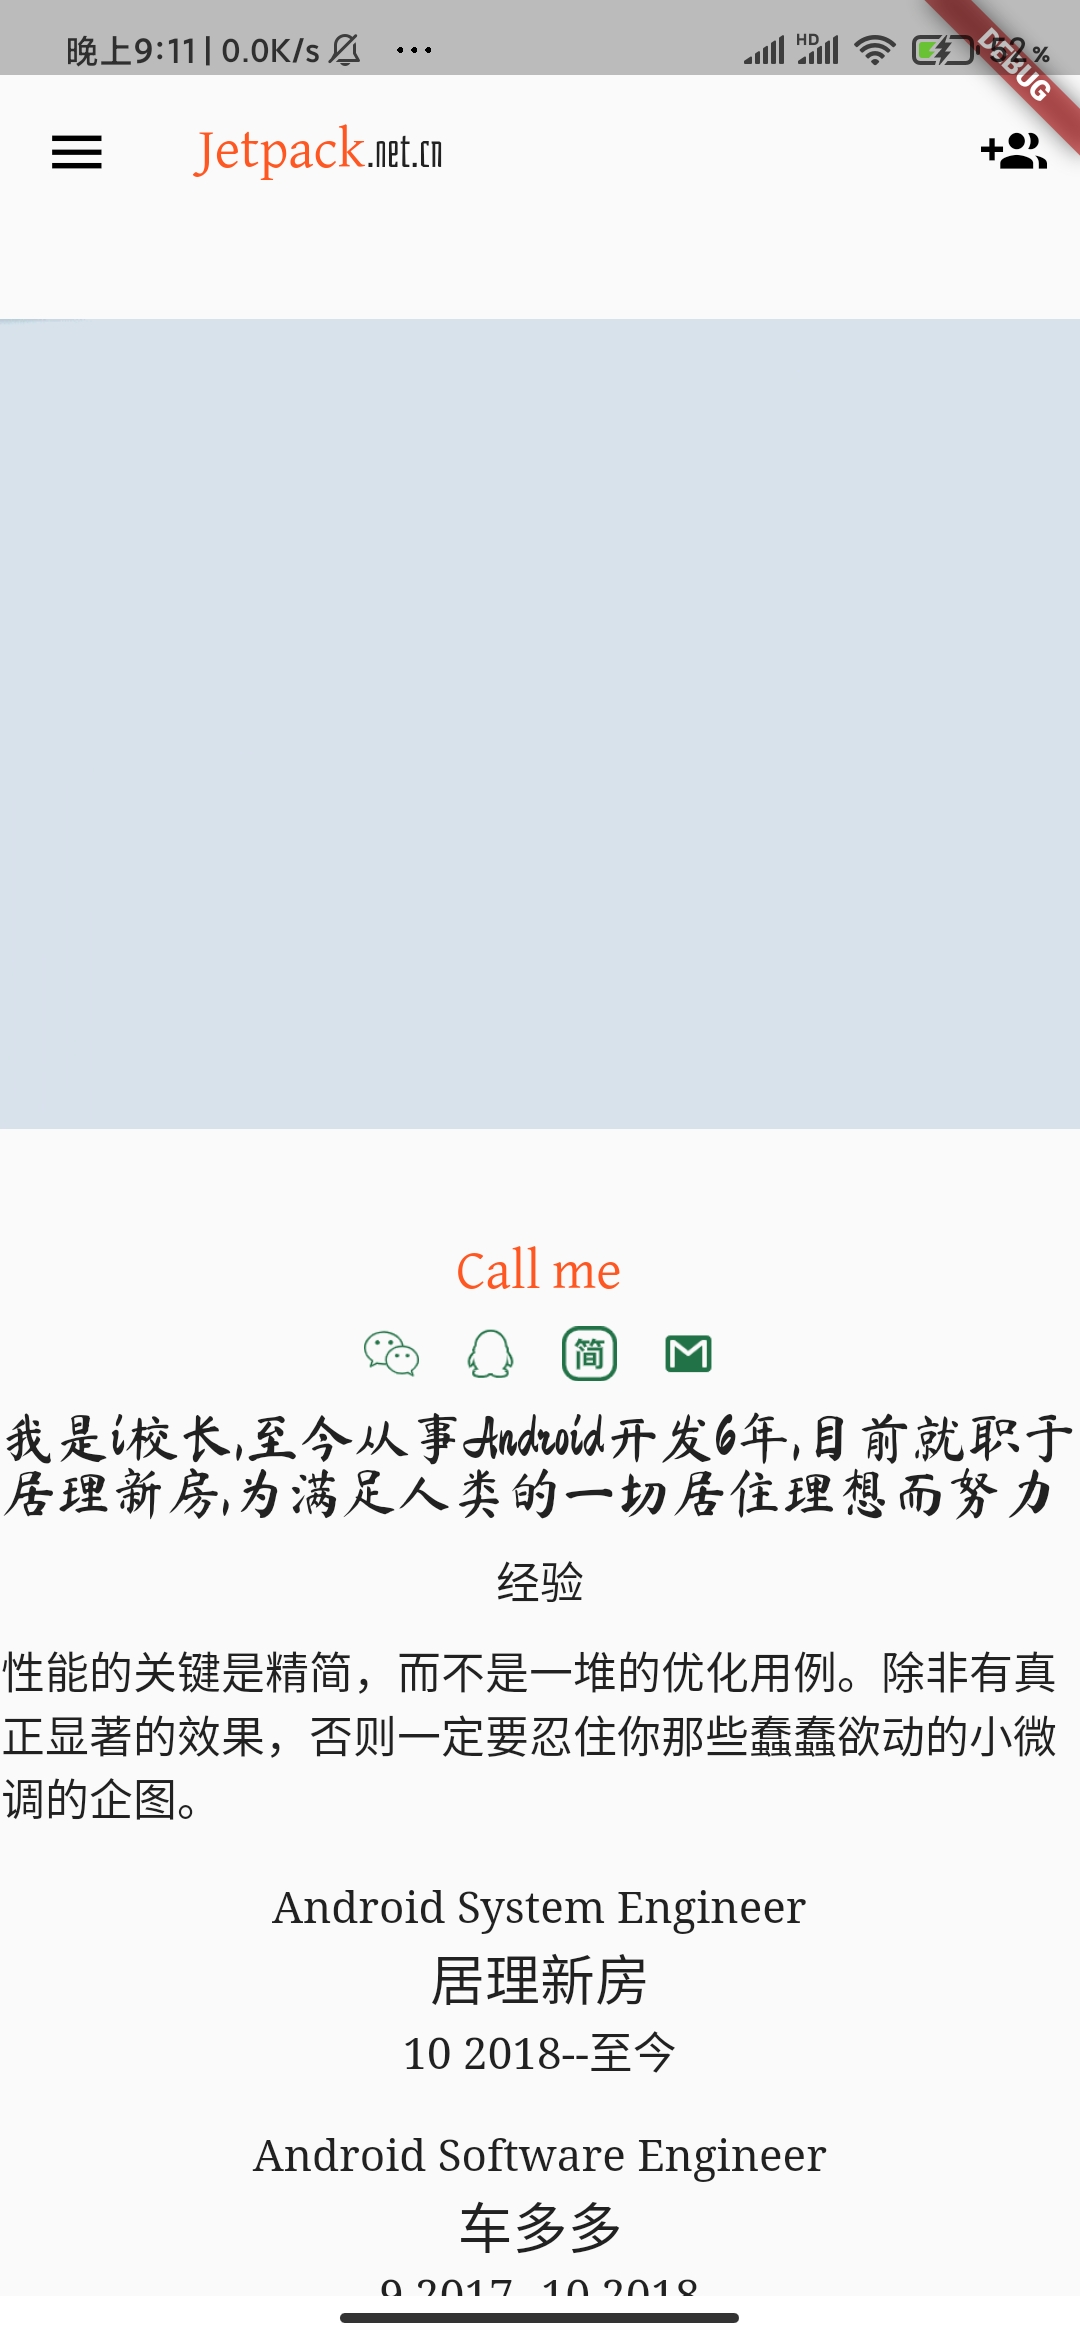 晚上9:11 | 0.0K/s
HD
52%
DEBUG
Jetpack.net.cn
Call me
简
我是i校长,至今从事Android开发6年,目前就职于
居理新房,为满足人类的一切居住理想而努力
经验
性能的关键是精简，而不是一堆的优化用例。除非有真
正显著的效果，否则一定要忍住你那些蠢蠢欲动的小微
调的企图。
Android System Engineer
居理新房
10 2018--至今
Android Software Engineer
车多多
9 2017--10 2018